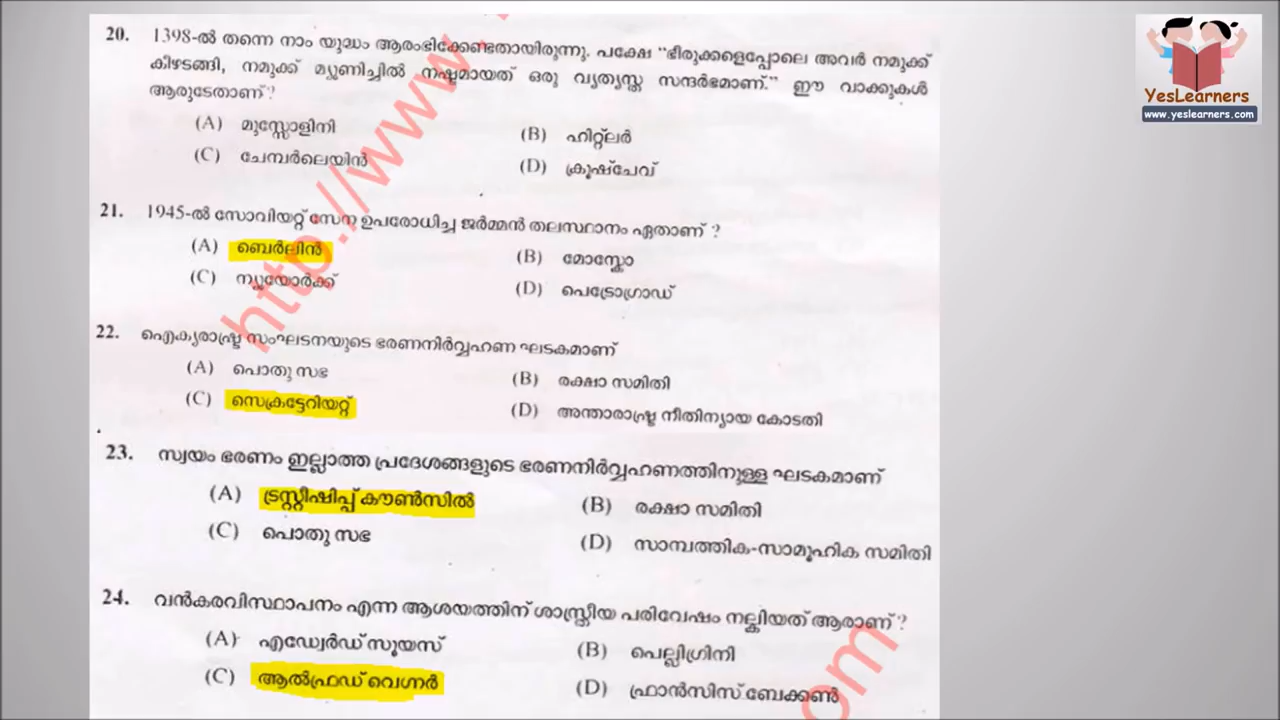 YesLearners
www.yeslearners.com
20. 1398-ൽ തന്നെ നാം യുദ്ധം ആരംഭിക്കേണ്ടതായിരുന്നു. പക്ഷേ “ഭീരുക്കളെപ്പോലെ അവർ നമുക്ക്
കീഴടങ്ങി, നമുക്ക് മ്യൂണിച്ചിൽ നഷ്ടമായത് ഒരു വ്യത്യസ്ത സന്ദർഭമാണ്.” ഈ വാക്കുകൾ
ആരുടേതാണ് ?
(A) മുസ്സോളിനി (B) ഹിറ്റ്ലർ
(C) ചേമ്പർലെയിൻ (D) ക്രൂഷ്ചേവ്
21. 1945-ൽ സോവിയറ്റ് സേന ഉപരോധിച്ച ജർമ്മൻ തലസ്ഥാനം ഏതാണ് ?
(A) ബെർലിൻ (B) മോസ്കോ
(C) ന്യൂയോർക്ക് (D) പെട്രോഗ്രാഡ്
22. ഐക്യരാഷ്ട്ര സംഘടനയുടെ ഭരണനിർവ്വഹണ ഘടകമാണ്
(A) പൊതു സഭ (B) രക്ഷാ സമിതി
(C) സെക്രട്ടേറിയറ്റ് (D) അന്താരാഷ്ട്ര നീതിന്യായ കോടതി
23. സ്വയം ഭരണം ഇല്ലാത്ത പ്രദേശങ്ങളുടെ ഭരണനിർവ്വഹണത്തിനുള്ള ഘടകമാണ്
(A) ട്രസ്റ്റീഷിപ്പ് കൗൺസിൽ (B) രക്ഷാ സമിതി
(C) പൊതു സഭ (D) സാമ്പത്തിക-സാമൂഹിക സമിതി
24. വൻകരവിസ്ഥാപനം എന്ന ആശയത്തിന് ശാസ്ത്രീയ പരിവേഷം നല്കിയത് ആരാണ് ?
(A) എഡ്വേർഡ് സൂയസ് (B) പെല്ലിഗ്രിനി
(C) ആൽഫ്രഡ് വെഗ്നർ (D) ഫ്രാൻസിസ് ബേക്കൺ
http://www.
om